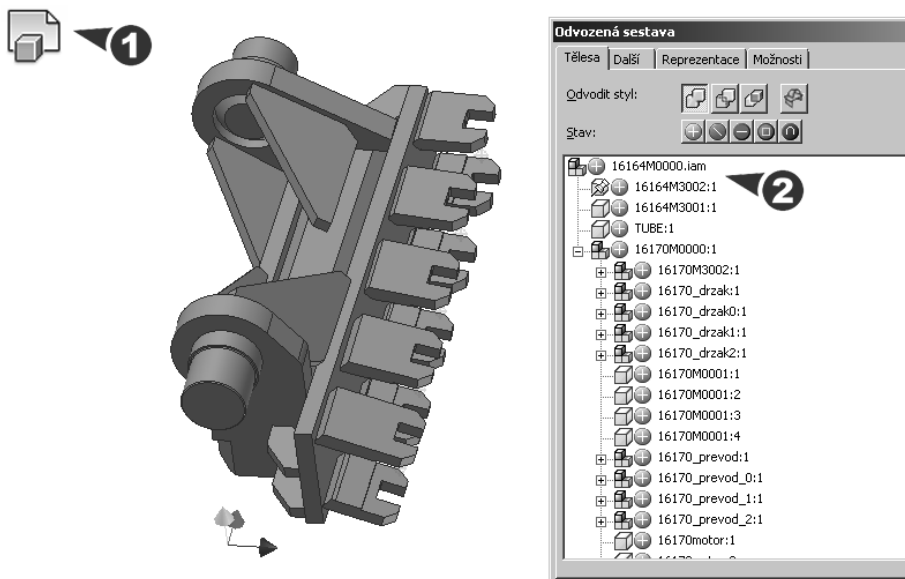 1
Odvozená sestava
Tělesa Další Reprezentace Možnosti
Odvodit styl:
Stav:
16164M0000.iam
2
16164M3002:1
16164M3001:1
TUBE:1
16170M0000:1
16170M3002:1
16170_drzak:1
16170_drzak0:1
16170_drzak1:1
16170_drzak2:1
16170M0001:1
16170M0001:2
16170M0001:3
16170M0001:4
16170_prevod:1
16170_prevod_0:1
16170_prevod_1:1
16170_prevod_2:1
16170motor:1